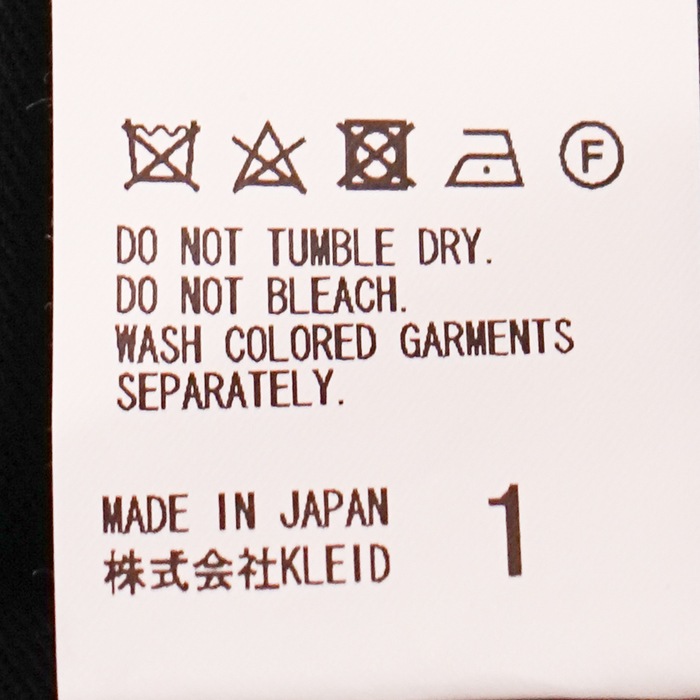 F
DO NOT TUMBLE DRY.
DO NOT BLEACH.
WASH COLORED GARMENTS
SEPARATELY.
MADE IN JAPAN
株式会社KLEID
1